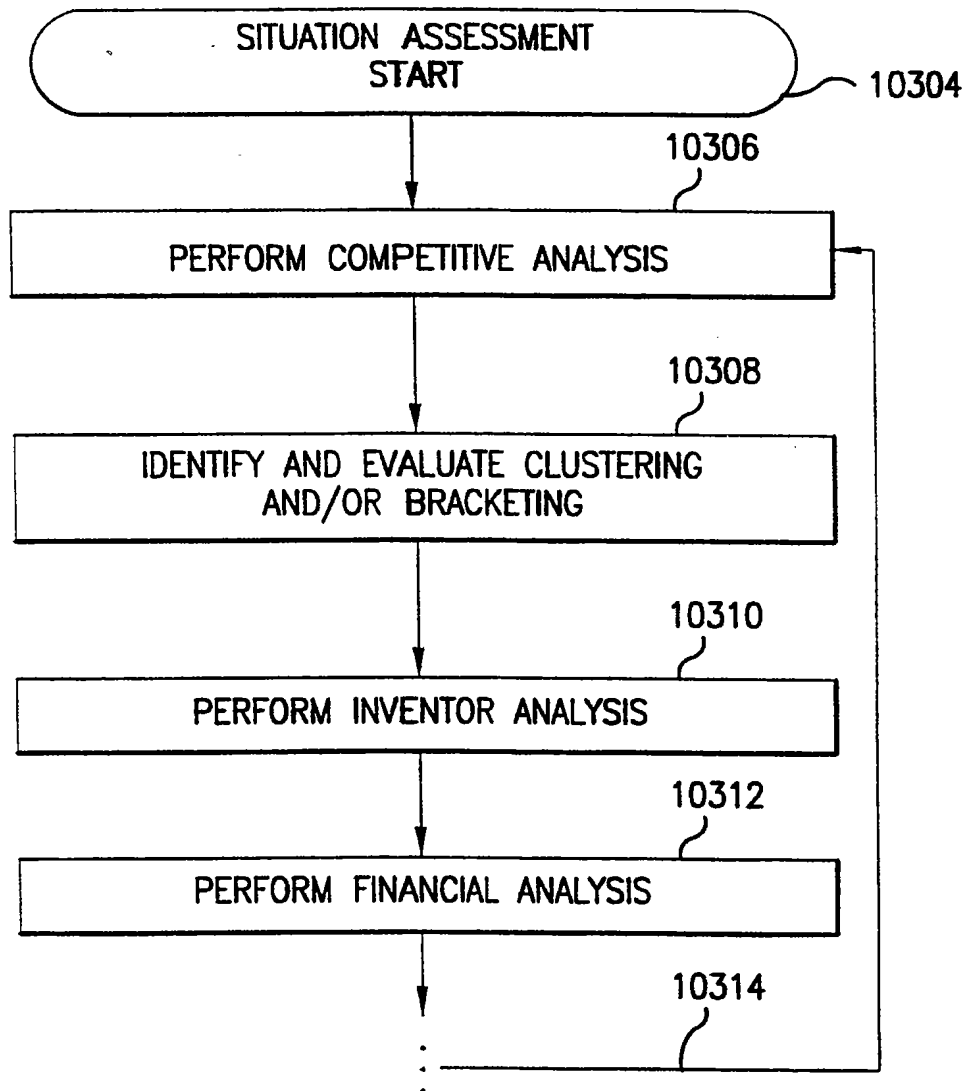 SITUATION ASSESSMENT
START
10304
10306
PERFORM COMPETITIVE ANALYSIS
10308
IDENTIFY AND EVALUATE CLUSTERING
AND/OR BRACKETING
10310
PERFORM INVENTOR ANALYSIS
10312
PERFORM FINANCIAL ANALYSIS
10314